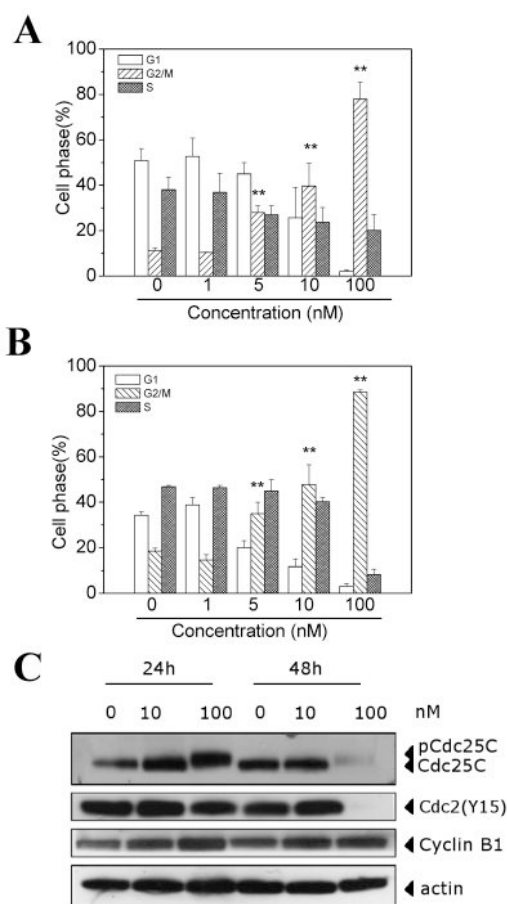 A
100
80
60
40
20
0
Cell phase(%)
G1
G2/M
S
**
**
**
0 1 5 10 100
Concentration (nM)
B
100
80
60
40
20
0
Cell phase(%)
G1
G2/M
S
**
**
**
0 1 5 10 100
Concentration (nM)
C
24h 48h
0 10 100 0 10 100 nM
pCdc25C
Cdc25C
Cdc2(Y15)
Cyclin B1
actin